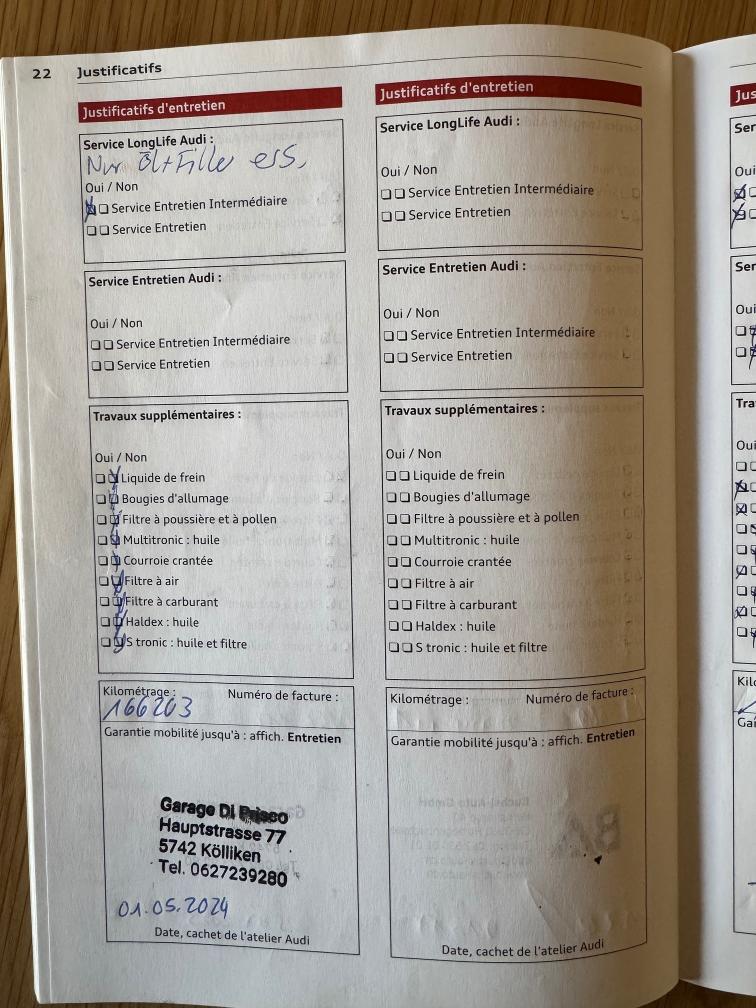 22 Justificatifs
Justificatifs d'entretien
Service LongLife Audi :
Nur Öl+Filter ers.
Oui / Non
Service Entretien Intermédiaire
Service Entretien
Service Entretien Audi :
Oui / Non
Service Entretien Intermédiaire
Service Entretien
Travaux supplémentaires :
Oui / Non
Liquide de frein
Bougies d'allumage
Filtre à poussière et à pollen
Multitronic : huile
Courroie crantée
Filtre à air
Filtre à carburant
Haldex : huile
S tronic : huile et filtre
Kilométrage : Numéro de facture :
166203
Garantie mobilité jusqu'à : affich. Entretien
Garage Di Prisco
Hauptstrasse 77
5742 Kölliken
Tel. 0627239280
01.05.2024
Date, cachet de l'atelier Audi
Justificatifs d'entretien
Service LongLife Audi :
Oui / Non
Service Entretien Intermédiaire
Service Entretien
Service Entretien Audi :
Oui / Non
Service Entretien Intermédiaire
Service Entretien
Travaux supplémentaires :
Oui / Non
Liquide de frein
Bougies d'allumage
Filtre à poussière et à pollen
Multitronic : huile
Courroie crantée
Filtre à air
Filtre à carburant
Haldex : huile
S tronic : huile et filtre
Kilométrage : Numéro de facture :
Garantie mobilité jusqu'à : affich. Entretien
Date, cachet de l'atelier Audi